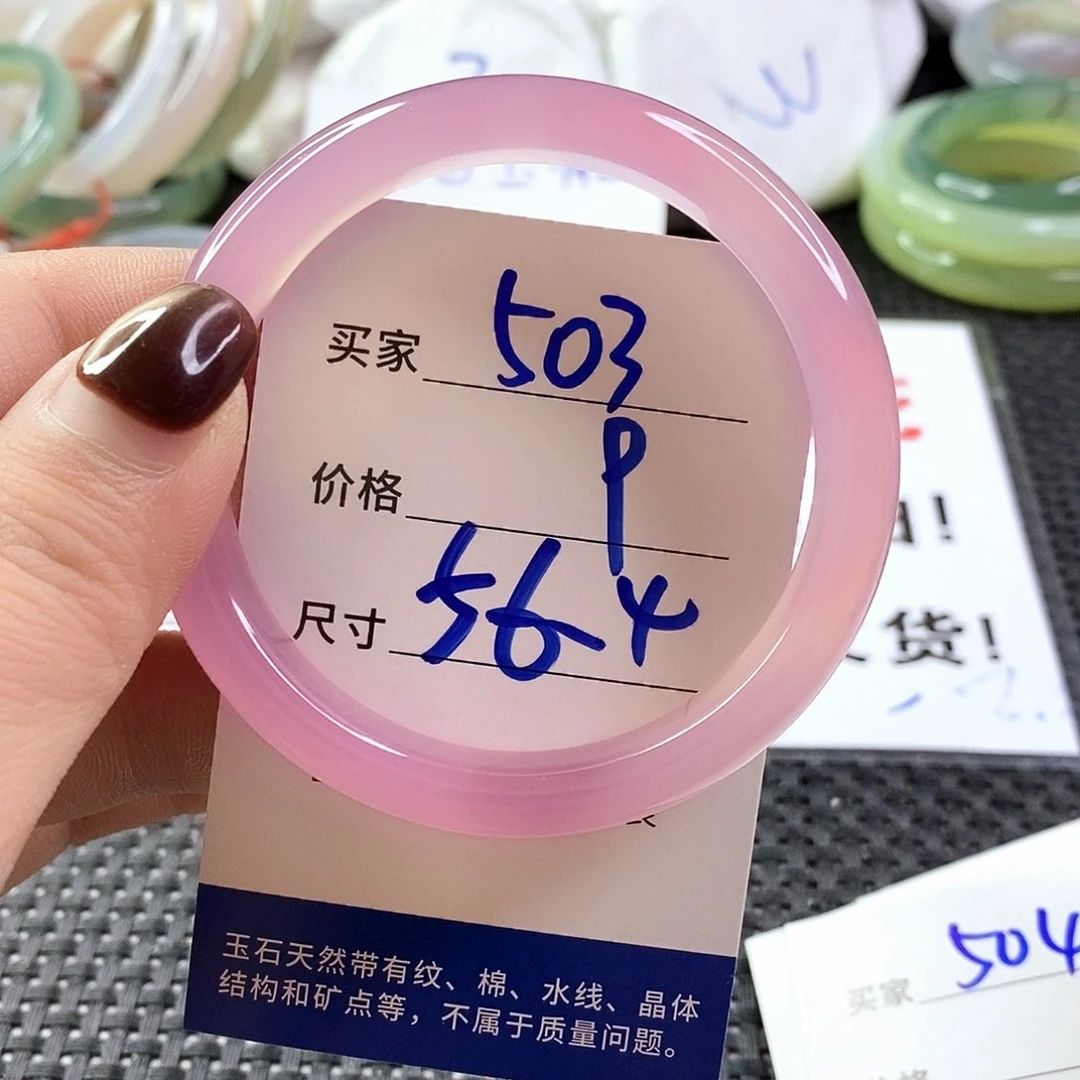 买家 503
价格 P
尺寸 56.4
玉石天然带有纹、棉、水线、晶体
结构和矿点等，不属于质量问题。
货!
买家 504